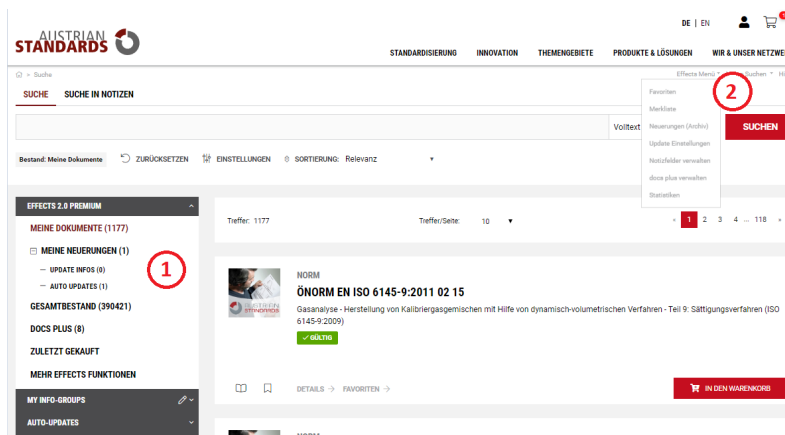 DE | EN
AUSTRIAN
STANDARDS
STANDARDISIERUNG INNOVATION THEMENGEBIETE PRODUKTE & LÖSUNGEN WIR & UNSER NETZWE
» Suche
Effects Menü Suchen Hi
SUCHE SUCHE IN NOTIZEN
Favoriten
2
Merkliste
Volltext
Neuerungen (Archiv)
SUCHEN
Update Einstellungen
Bestand: Meine Dokumente ZURÜCKSETZEN EINSTELLUNGEN SORTIERUNG: Relevanz
Notizfelder verwalten
docs plus verwalten
Statistiken
EFFECTS 2.0 PREMIUM
MEINE DOKUMENTE (1177)
Treffer: 1177 Treffer/Seite: 10 « 1 2 3 4 ... 118 »
MEINE NEUERUNGEN (1)
UPDATE INFOS (0)
1
AUTO UPDATES (1)
GESAMTBESTAND (390421)
DOCS PLUS (8)
ZULETZT GEKAUFT
MEHR EFFECTS FUNKTIONEN
MY INFO-GROUPS
AUTO-UPDATES
NORM
ÖNORM EN ISO 6145-9:2011 02 15
Gasanalyse - Herstellung von Kalibriergasgemischen mit Hilfe von dynamisch-volumetrischen Verfahren - Teil 9: Sättigungsverfahren (ISO
6145-9:2009)
AUSTRIAN
STANDARDS
GÜLTIG
DETAILS → FAVORITEN →
IN DEN WARENKORB
NORM